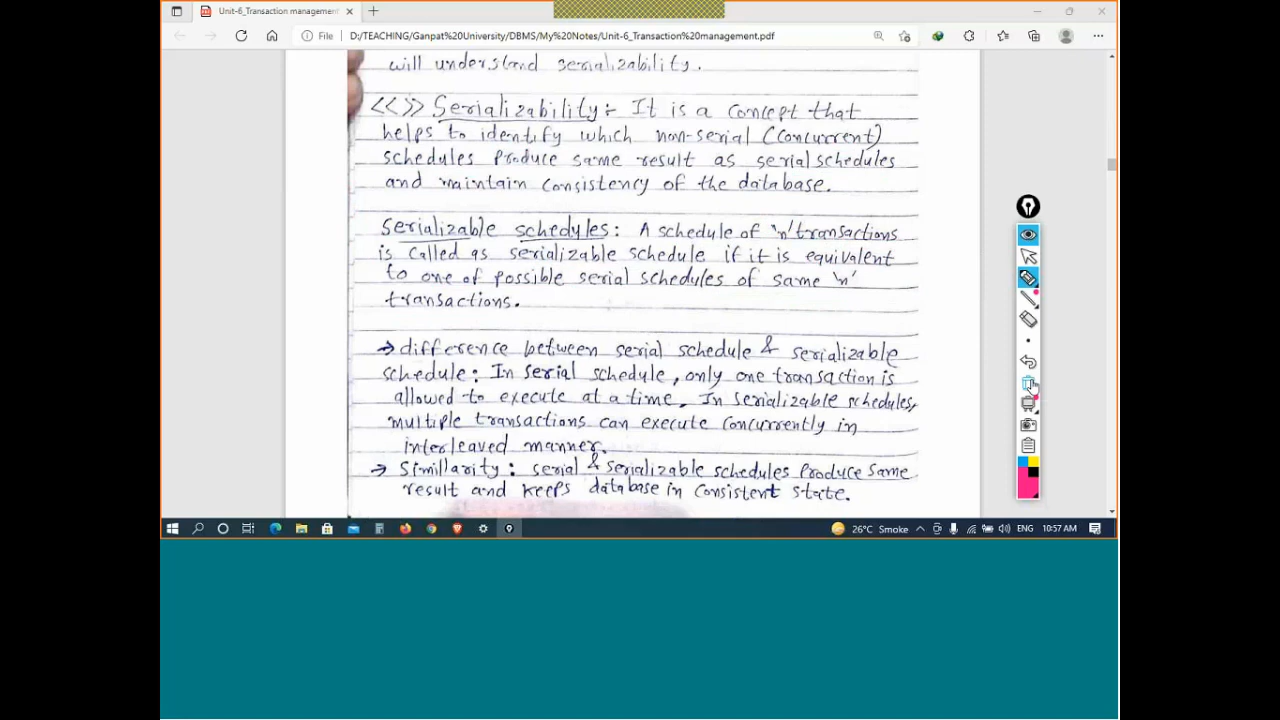 Unit-6_Transaction management
File D:/TEACHING/Ganpat%20University/DBMS/My%20Notes/Unit-6_Transaction%20management.pdf
will understand serializability.
<<>> Serializability:- It is a concept that
helps to identify which non-serial (concurrent)
schedules produce same result as serial schedules
and maintain consistency of the database.
Serializable schedules: A schedule of 'n' transactions
is called as serializable schedule if it is equivalent
to one of possible serial schedules of same 'n'
transactions.
→ difference between serial schedule & serializable
schedule: In serial schedule, only one transaction is
allowed to execute at a time. In serializable schedules,
multiple transactions can execute concurrently in
interleaved manner.
→ Simillarity: serial & serializable schedules produce same
result and keeps database in consistent state.
26°C Smoke ENG 10:57 AM